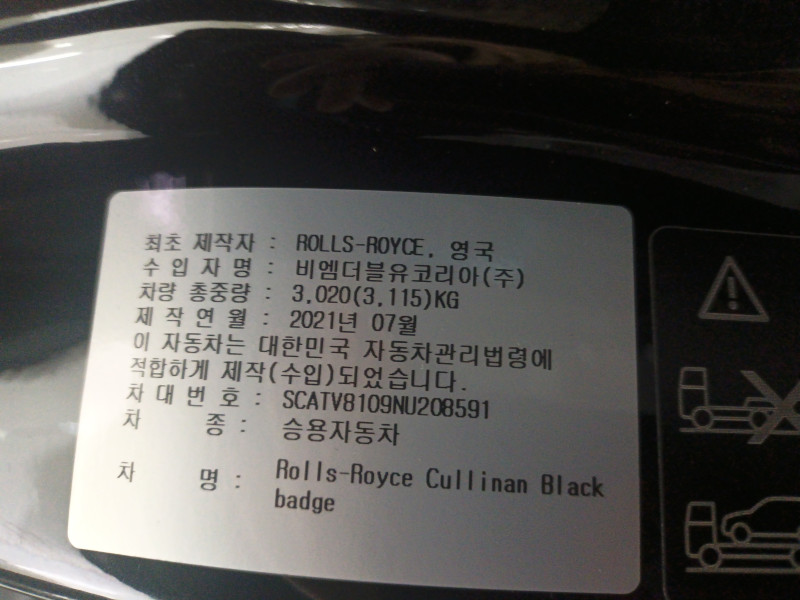 최초 제작자 : ROLLS-ROYCE, 영국
수 입 자 명 : 비엠더블유코리아(주)
차량 총중량 : 3,020(3,115)KG
제 작 연 월 : 2021년 07월
이 자동차는 대한민국 자동차관리법령에
적합하게 제작(수입)되었습니다.
차 대 번 호 : SCATV8109NU208591
차 종 : 승용자동차
차 명 : Rolls-Royce Cullinan Black
badge